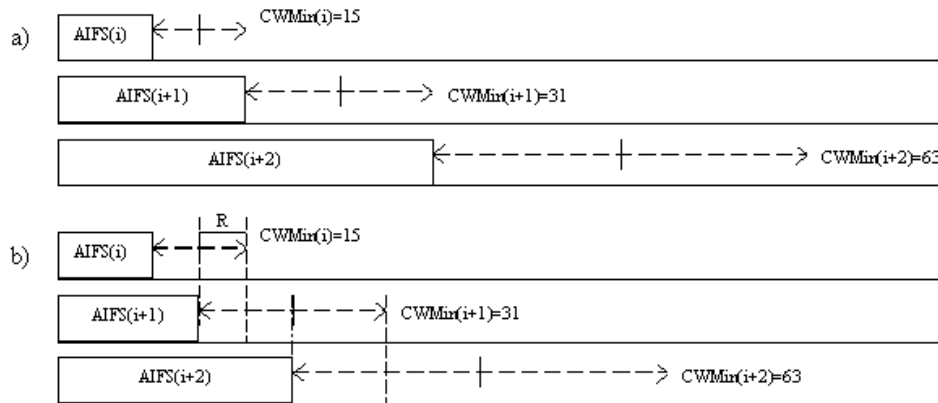 a)
AIFS(i)
CWMin(i)=15
AIFS(i+1)
CWMin(i+1)=31
AIFS(i+2)
CWMin(i+2)=63
R
b)
AIFS(i)
CWMin(i)=15
AIFS(i+1)
CWMin(i+1)=31
AIFS(i+2)
CWMin(i+2)=63